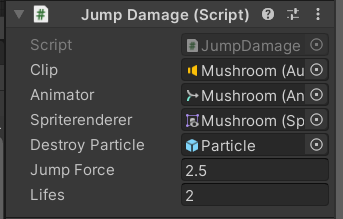 Jump Damage (Script)
Script JumpDamage
Clip Mushroom (Au
Animator Mushroom (An
Spriterenderer Mushroom (Sp
Destroy Particle Particle
Jump Force 2.5
Lifes 2